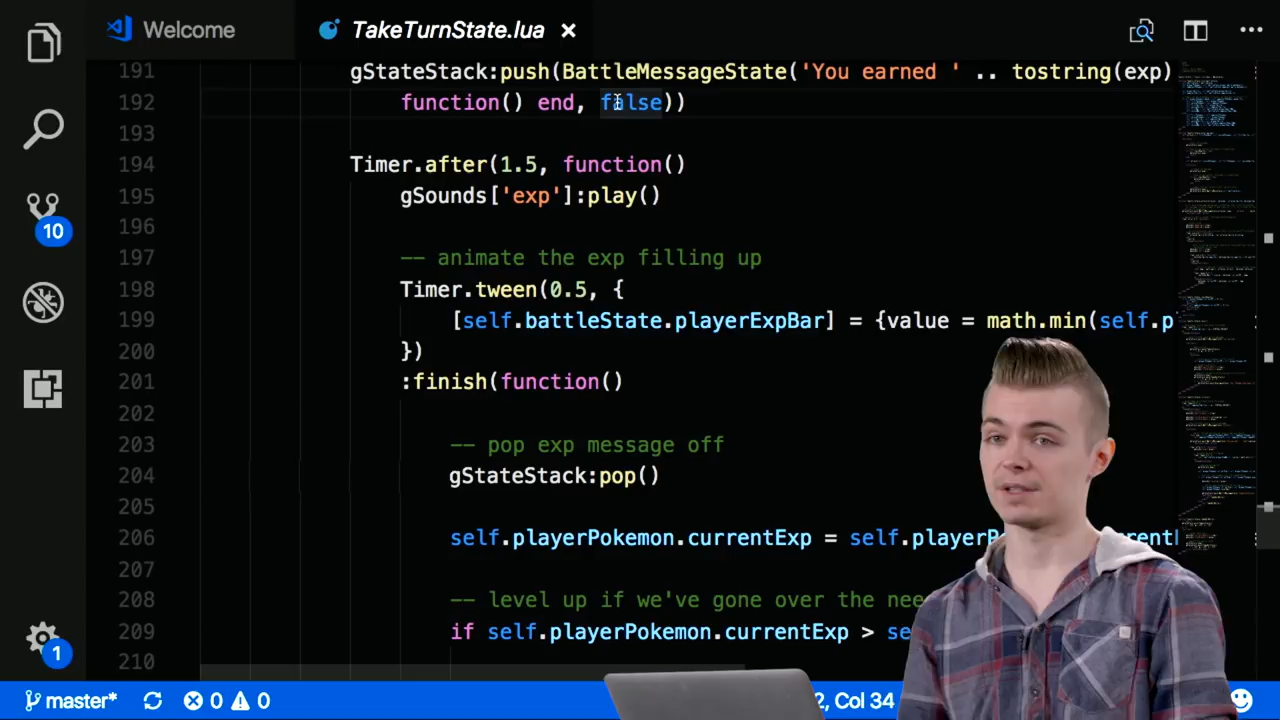 Welcome
TakeTurnState.lua
191 gStateStack:push(BattleMessageState('You earned ' .. tostring(exp)
192 function() end, false))
193
194 Timer.after(1.5, function()
195 gSounds['exp']:play()
196
197 -- animate the exp filling up
198 Timer.tween(0.5, {
199 [self.battleState.playerExpBar] = {value = math.min(self.p
200 })
201 :finish(function()
202
203 -- pop exp message off
204 gStateStack:pop()
205
206 self.playerPokemon.currentExp = self.playerP
207
208 -- level up if we've gone over the
209 if self.playerPokemon.currentExp >
210
10
1
master* 0 0
Col 34